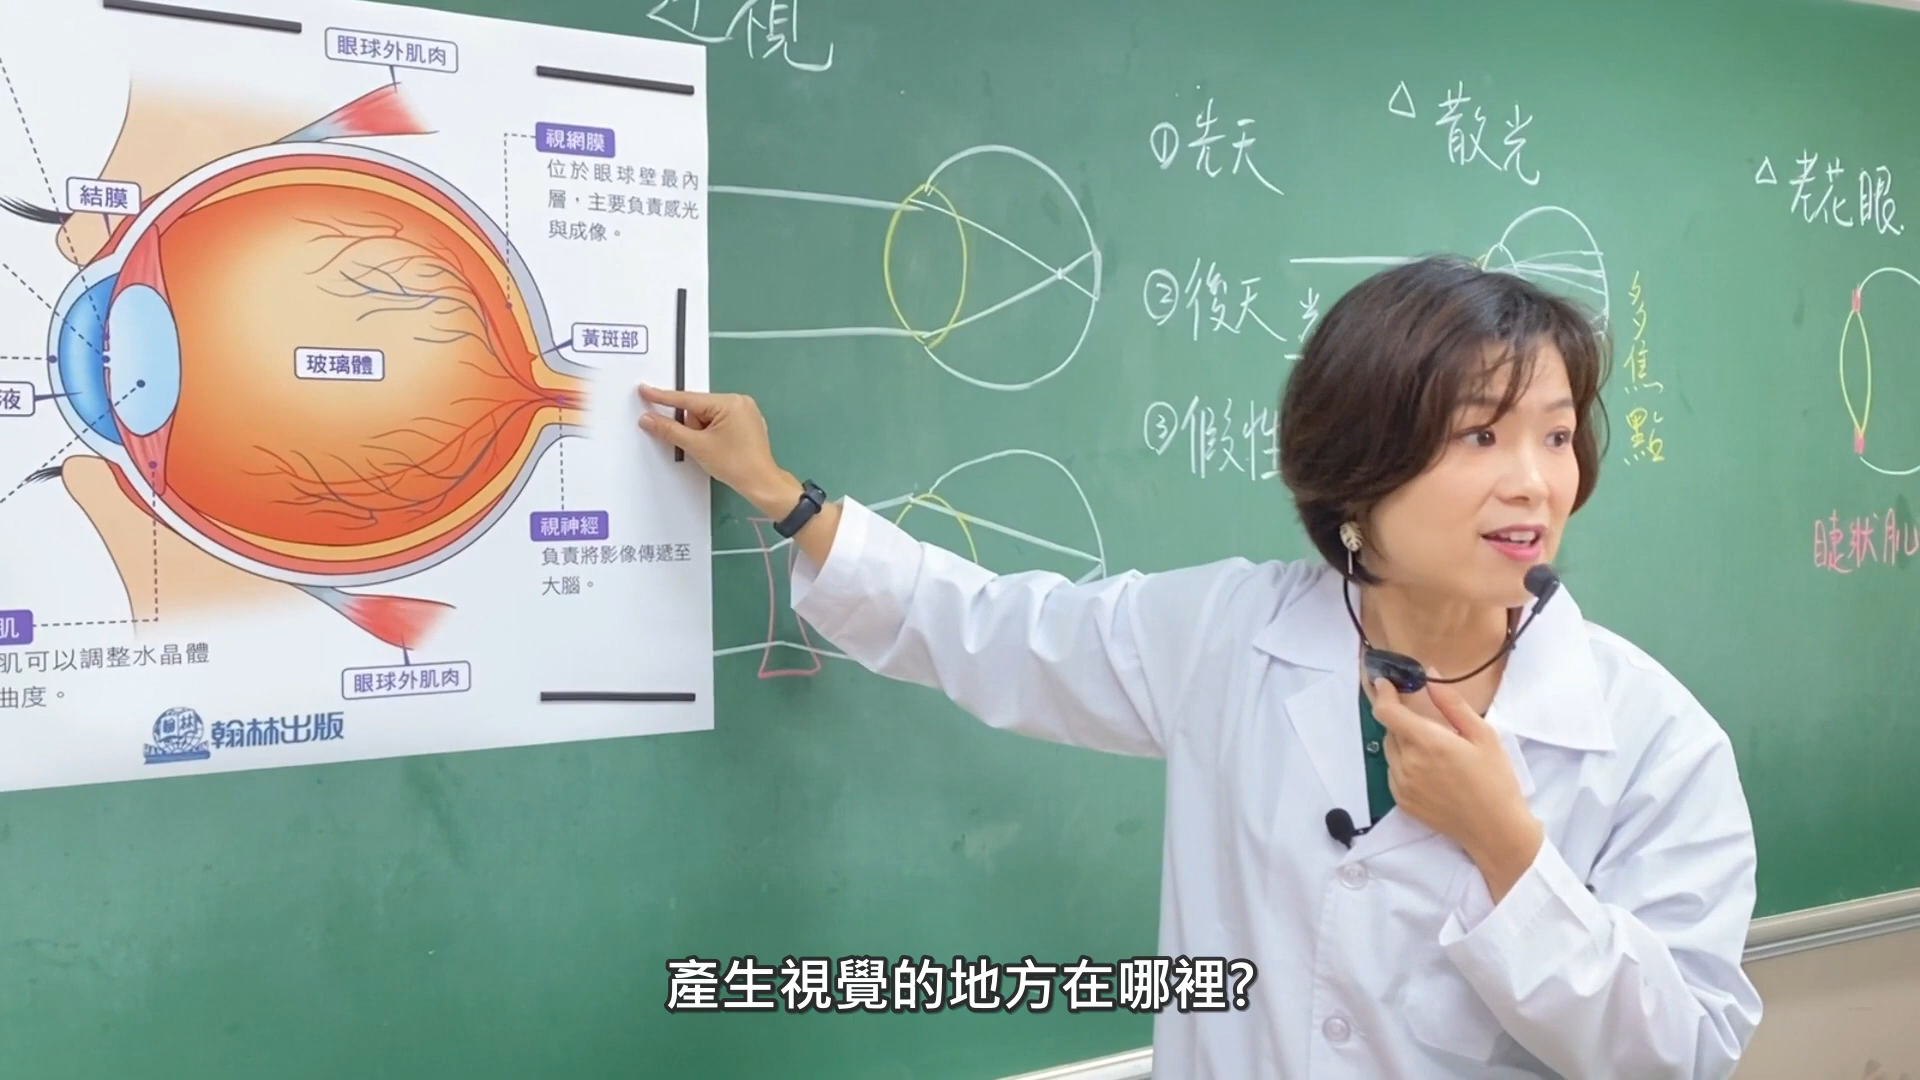 眼球外肌肉
視網膜
位於眼球壁最內
層，主要負責感光
與成像。
結膜
黃斑部
玻璃體
液
視神經
負責將影像傳遞至
大腦。
肌
肌可以調整水晶體
曲度。
眼球外肌肉
翰林出版
近視
①先天
②後天
③假性
△散光
多焦點
△老花眼
睫狀肌
產生視覺的地方在哪裡?